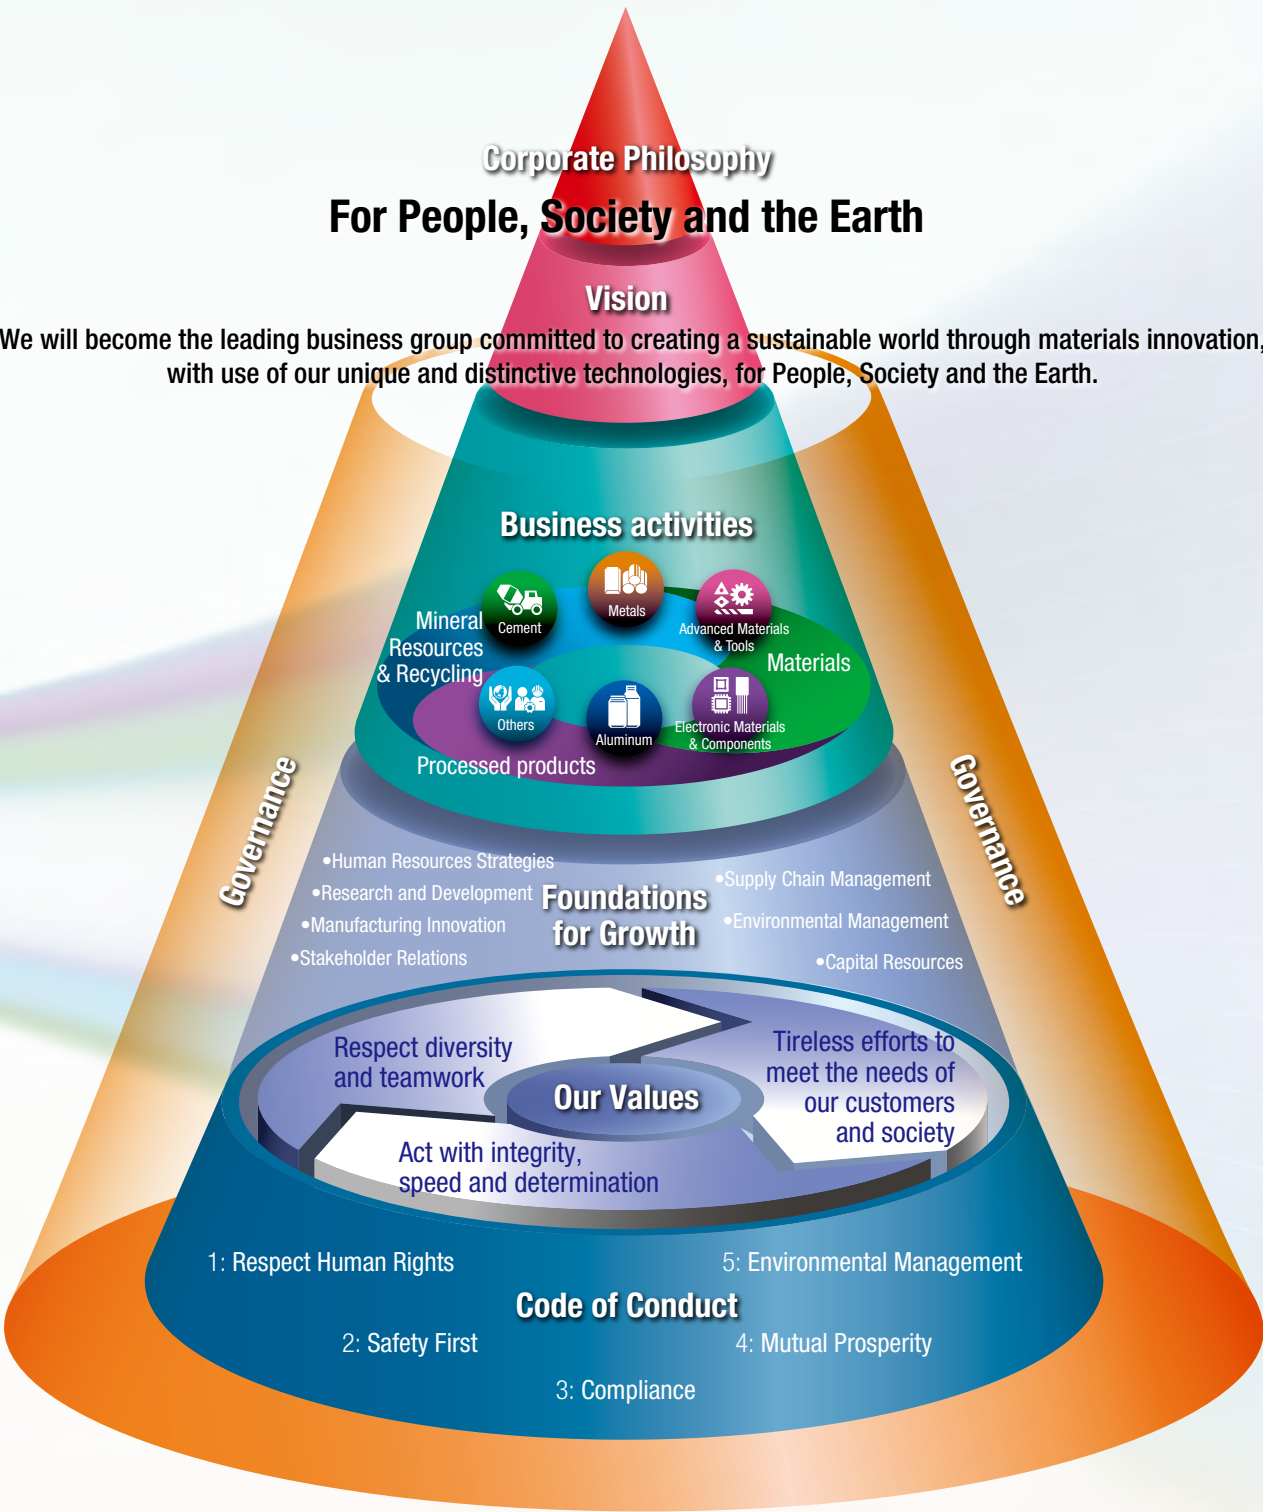 Corporate Philosophy
For People, Society and the Earth
Vision
We will become the leading business group committed to creating a sustainable world through materials innovation,
with use of our unique and distinctive technologies, for People, Society and the Earth.
Business activities
Mineral
Resources
& Recycling
Cement
Metals
Advanced Materials
& Tools
Materials
Others
Aluminum
Electronic Materials
& Components
Processed products
Governance
Governance
•Human Resources Strategies
•Research and Development
•Manufacturing Innovation
•Stakeholder Relations
Foundations
for Growth
•Supply Chain Management
•Environmental Management
•Capital Resources
Respect diversity
and teamwork
Our Values
Tireless efforts to
meet the needs of
our customers
and society
Act with integrity,
speed and determination
1: Respect Human Rights
5: Environmental Management
Code of Conduct
2: Safety First
4: Mutual Prosperity
3: Compliance